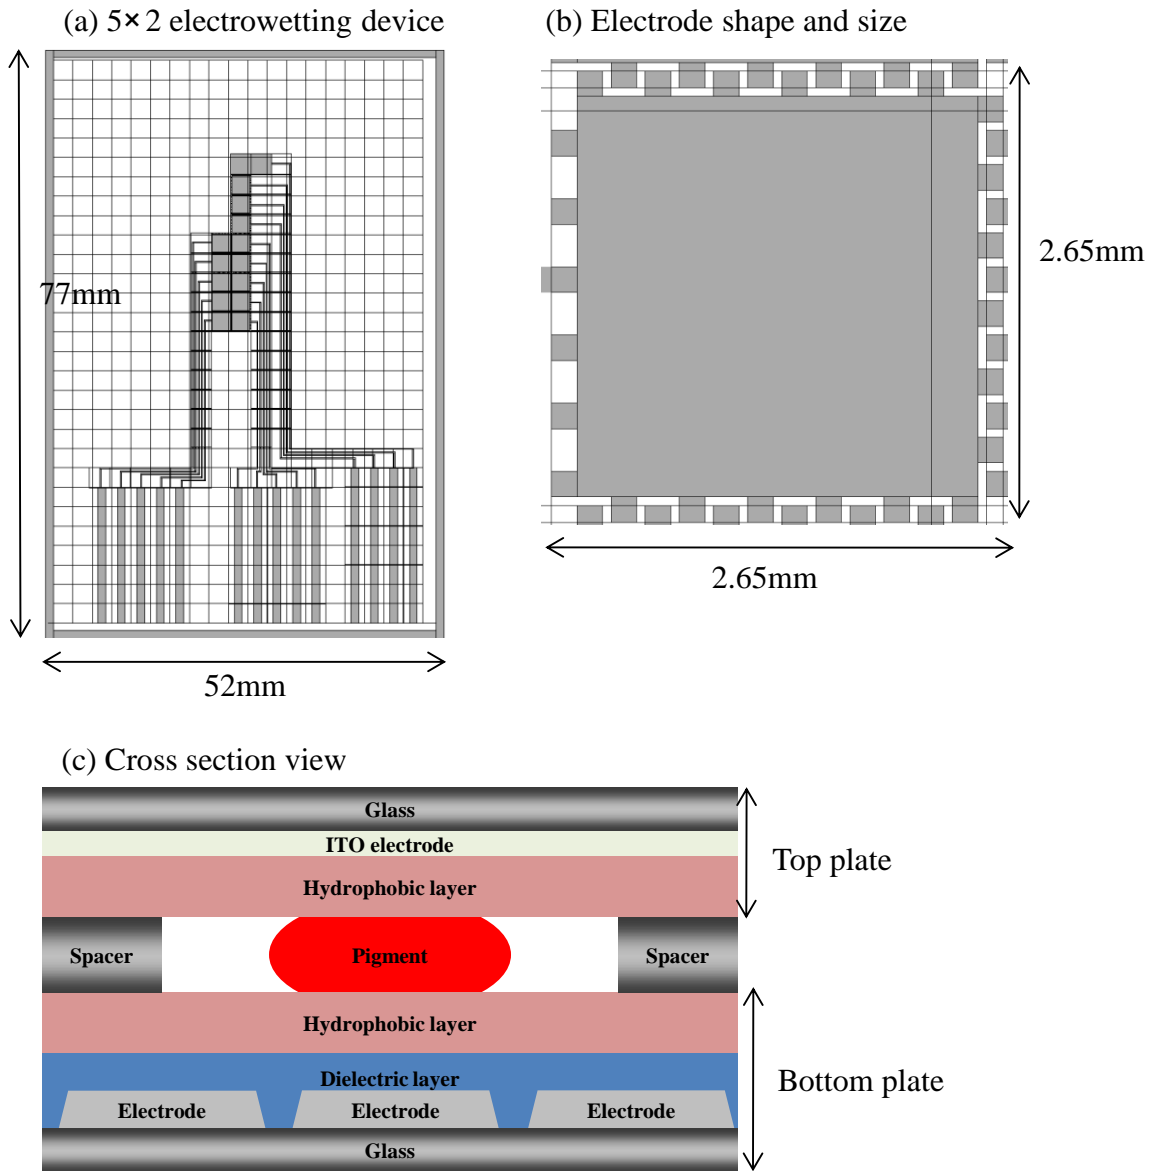 (a) 5×2 electrowetting device
(b) Electrode shape and size
77mm
52mm
2.65mm
2.65mm
(c) Cross section view
Glass
ITO electrode
Hydrophobic layer
Top plate
Spacer
Pigment
Spacer
Hydrophobic layer
Dielectric layer
Electrode
Electrode
Electrode
Glass
Bottom plate